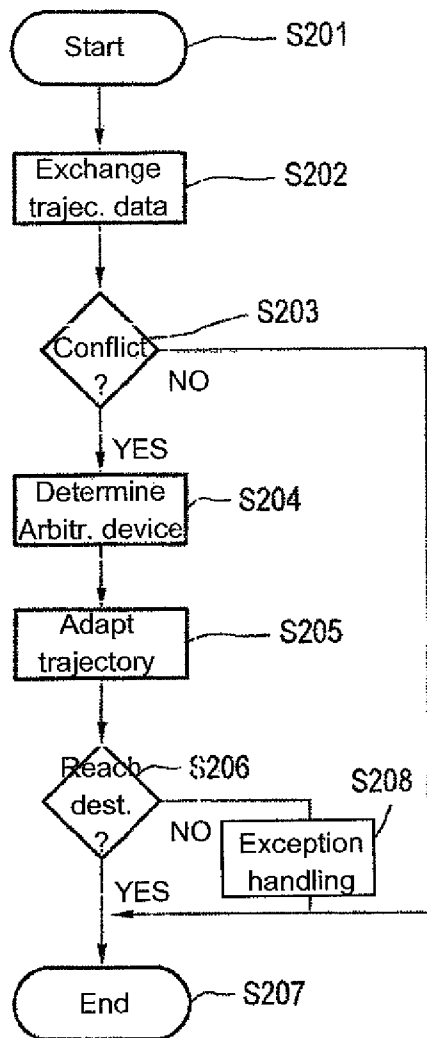 Start
S201
Exchange
trajec. data
S202
Conflict
?
S203
NO
YES
Determine
Arbitr. device
S204
Adapt
trajectory
S205
Reach
dest.
?
S206
NO
YES
Exception
handling
S208
End
S207